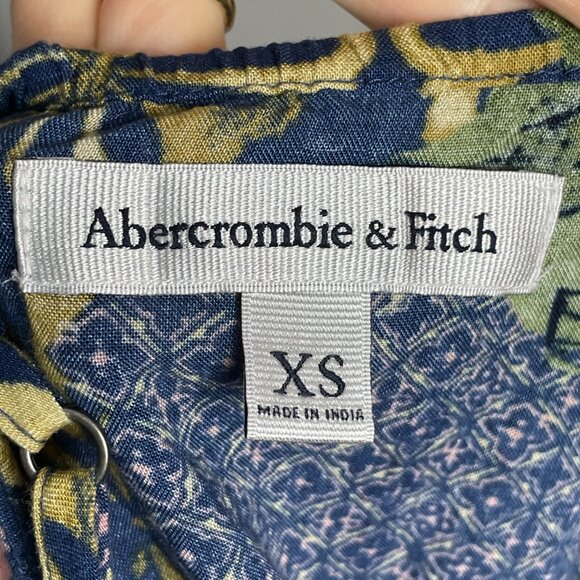 Abercrombie & Fitch
XS
MADE IN INDIA